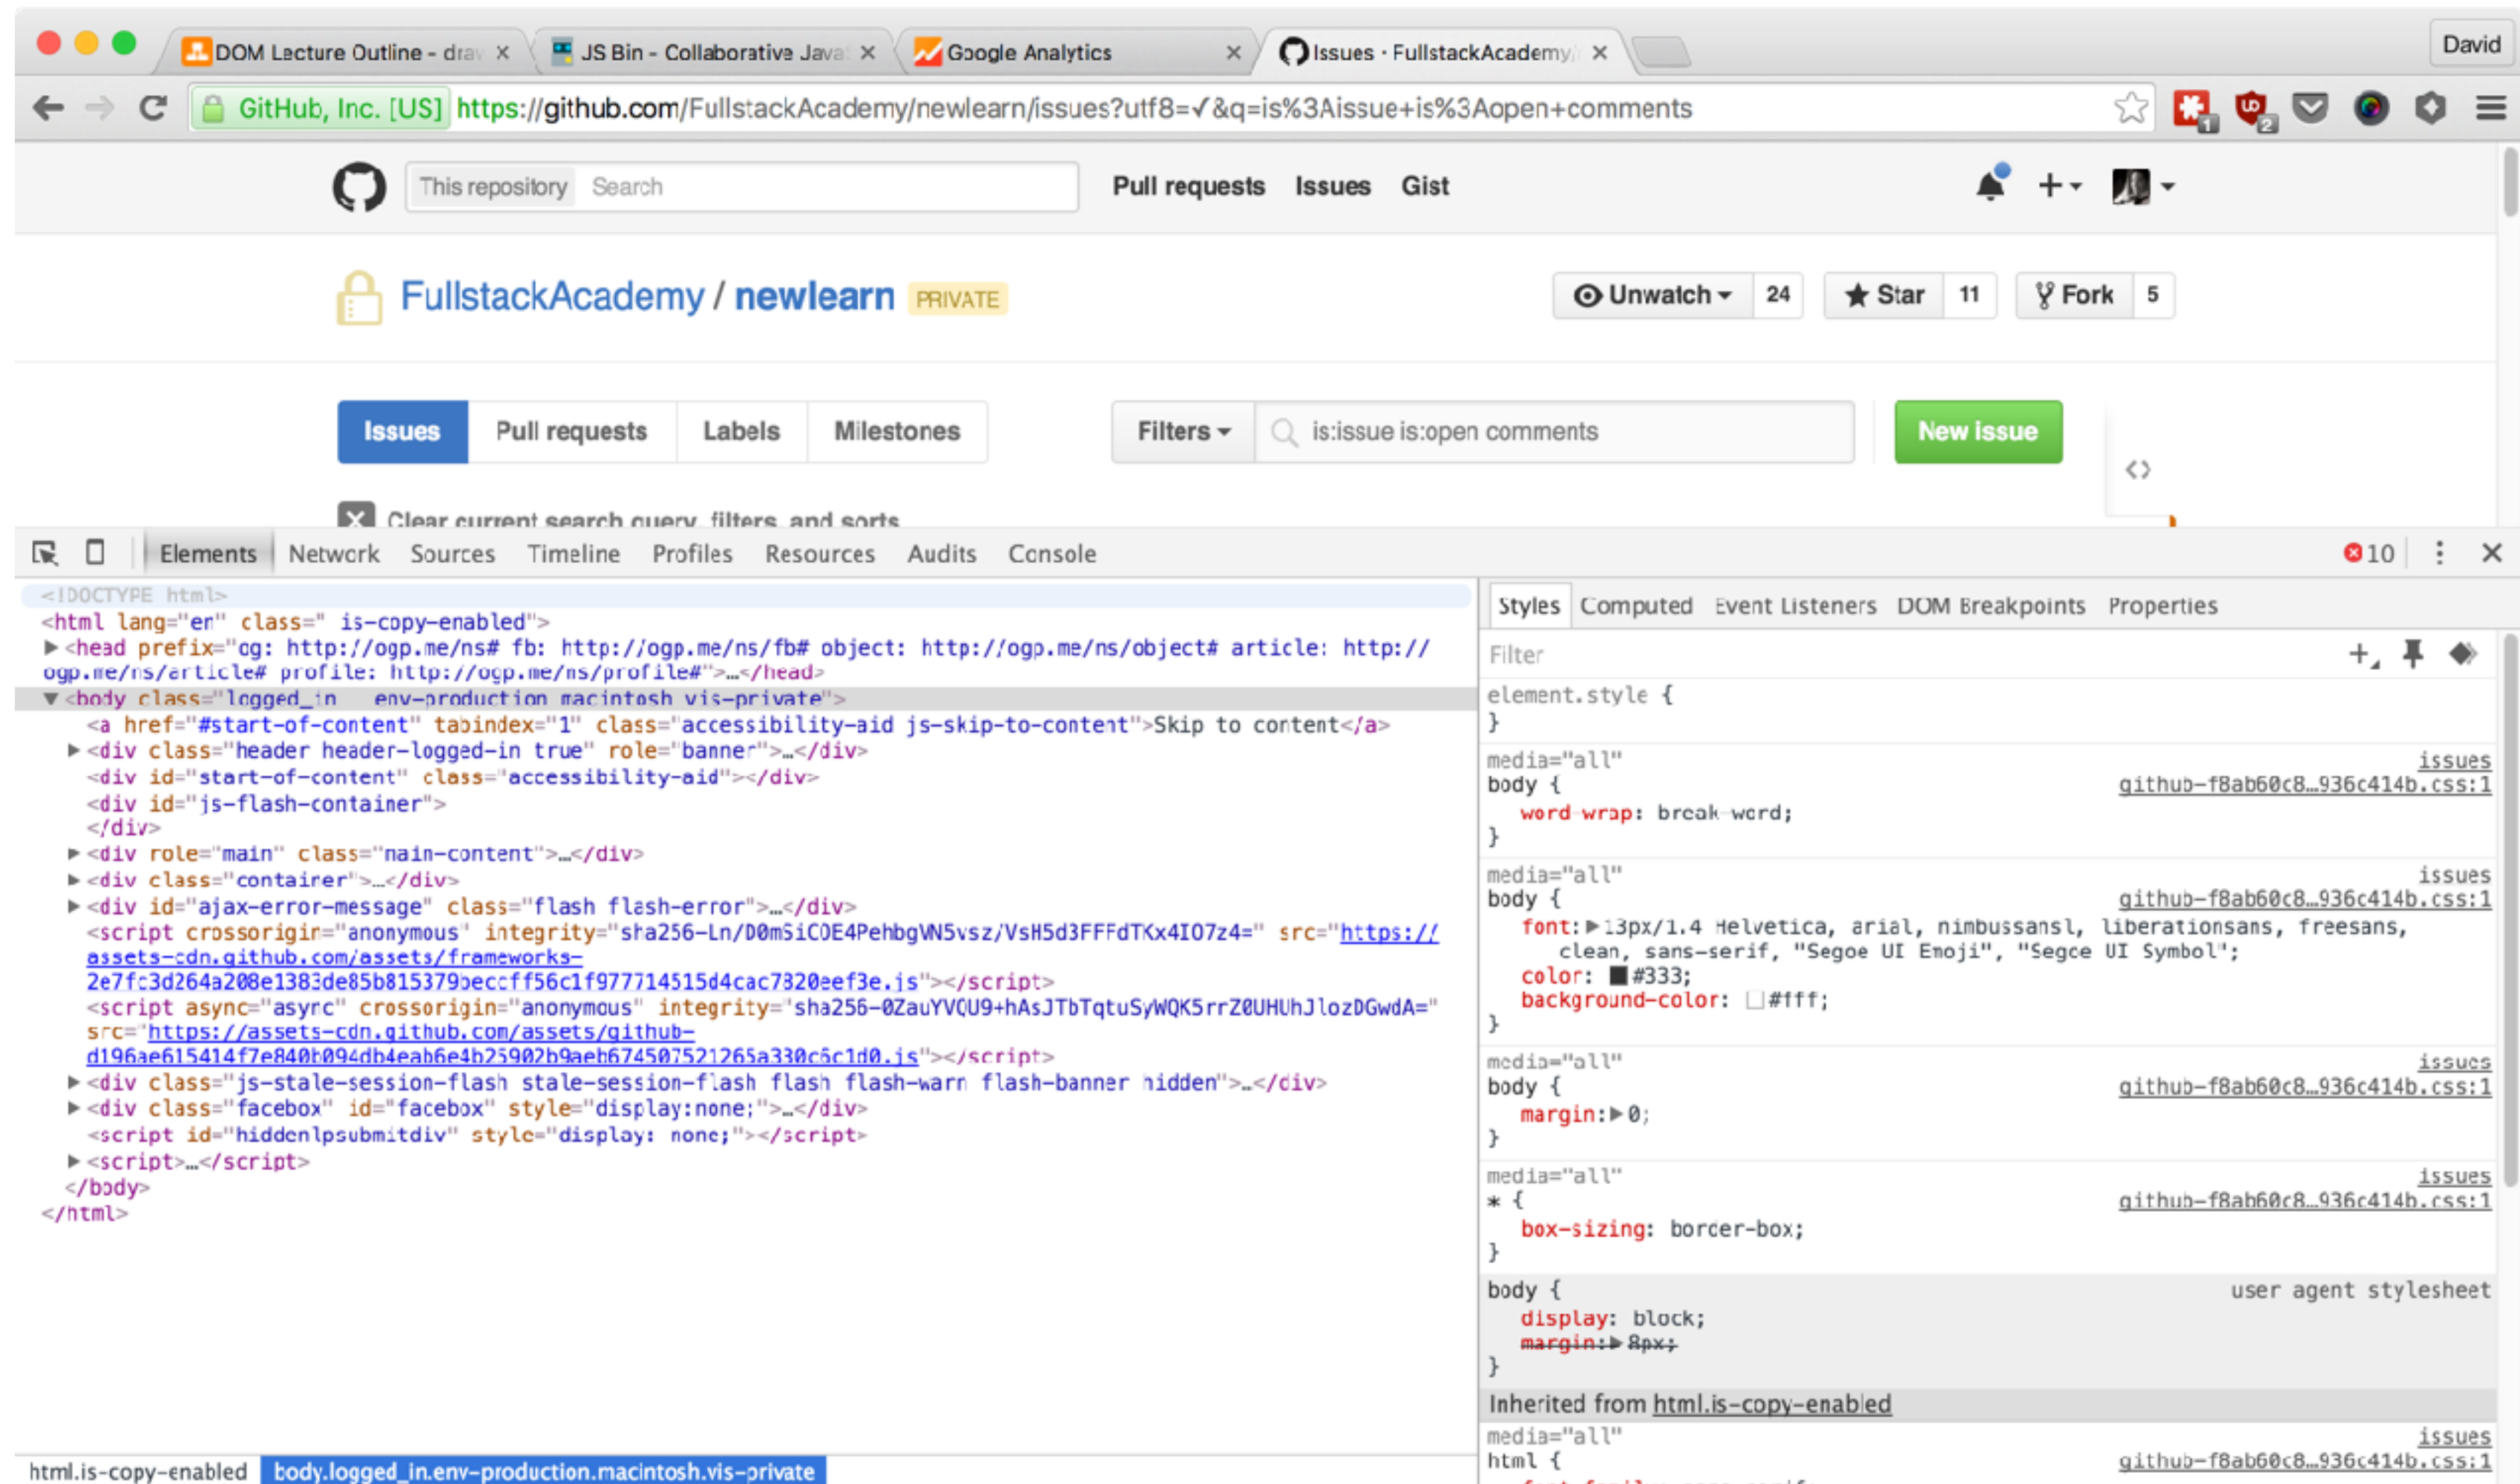 DOM Lecture Outline - draw
JS Bin - Collaborative Java
Google Analytics
Issues · FullstackAcademy/
David
GitHub, Inc. [US] https://github.com/FullstackAcademy/newlearn/issues?utf8=✓&q=is%3Aissue+is%3Aopen+comments
1
2
This repository Search
Pull requests Issues Gist
FullstackAcademy / newlearn PRIVATE
Unwatch 24 Star 11 Fork 5
Issues Pull requests Labels Milestones
Filters is:issue is:open comments
New issue
Clear current search query, filters, and sorts
Elements Network Sources Timeline Profiles Resources Audits Console
10
<!DOCTYPE html>
<html lang="en" class=" is-copy-enabled">
<head prefix="og: http://ogp.me/ns# fb: http://ogp.me/ns/fb# object: http://ogp.me/ns/object# article: http://
ogp.me/ns/article# profile: http://ogp.me/ns/profile#">…</head>
<body class="logged_in   env-production macintosh vis-private">
<a href="#start-of-content" tabindex="1" class="accessibility-aid js-skip-to-content">Skip to content</a>
<div class="header header-logged-in true" role="banner">…</div>
<div id="start-of-content" class="accessibility-aid"></div>
<div id="js-flash-container">
</div>
<div role="main" class="main-content">…</div>
<div class="container">…</div>
<div id="ajax-error-message" class="flash flash-error">…</div>
<script crossorigin="anonymous" integrity="sha256-Ln/D0mSiCOE4PehbgVN5vsz/VsH5d3FFFdTKx4IO7z4=" src="https://
assets-cdn.github.com/assets/frameworks-
2e7fc3d264a208e1383de85b815379beccff56c1f977714515d4cac7820eef3e.js"></script>
<script async="async" crossorigin="anonymous" integrity="sha256-0ZauYVQU9+hAsJTbTqtuSyWQK5rrZ0UHUhJlozDGwdA="
src="https://assets-cdn.github.com/assets/github-
d196ae615414f7e840b094db4eab6e4b25902b9aeb674507521265a330c6c1d0.js"></script>
<div class="js-stale-session-flash stale-session-flash flash flash-warn flash-banner hidden">…</div>
<div class="facebox" id="facebox" style="display:none;">…</div>
<script id="hiddenlpsubmitdiv" style="display: none;"></script>
<script>…</script>
</body>
</html>
html.is-copy-enabled body.logged_in.env-production.macintosh.vis-private
Styles Computed Event Listeners DOM Breakpoints Properties
Filter
element.style {
}
media="all" issues
body { github-f8ab60c8…936c414b.css:1
word-wrap: break-word;
}
media="all" issues
body { github-f8ab60c8…936c414b.css:1
font: 13px/1.4 Helvetica, arial, nimbussansl, liberationsans, freesans,
clean, sans-serif, "Segoe UI Emoji", "Segoe UI Symbol";
color: #333;
background-color: #fff;
}
media="all" issues
body { github-f8ab60c8…936c414b.css:1
margin: 0;
}
media="all" issues
* { github-f8ab60c8…936c414b.css:1
box-sizing: border-box;
}
body { user agent stylesheet
display: block;
margin: 8px;
}
Inherited from html.is-copy-enabled
media="all" issues
html { github-f8ab60c8…936c414b.css:1